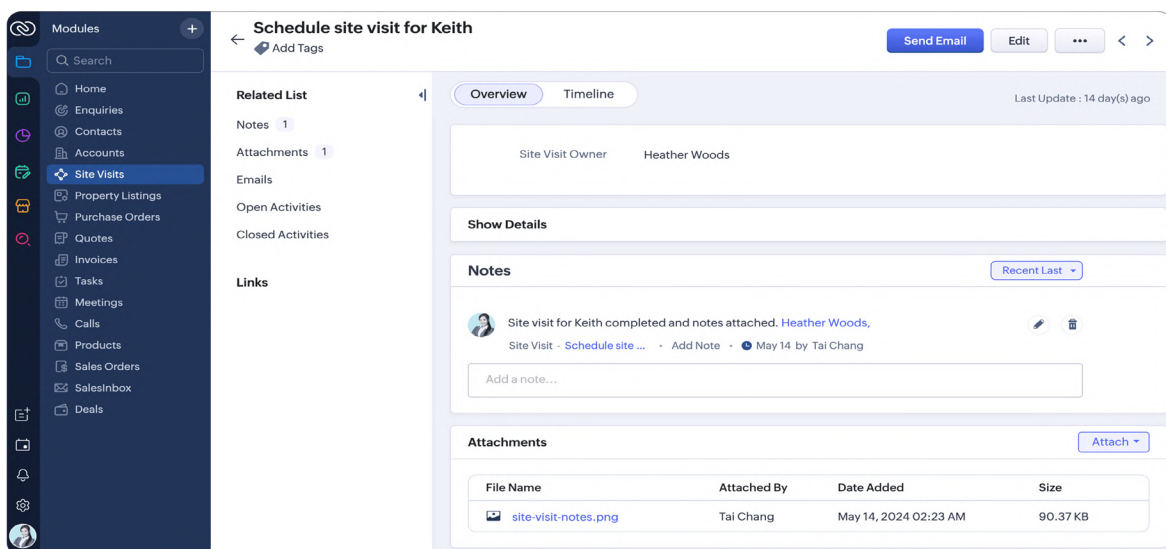 Modules
+
Search
Home
Enquiries
Contacts
Accounts
Site Visits
Property Listings
Purchase Orders
Quotes
Invoices
Tasks
Meetings
Calls
Products
Sales Orders
SalesInbox
Deals
Schedule site visit for Keith
Add Tags
Send Email
Edit
•••
Related List
Notes 1
Attachments 1
Emails
Open Activities
Closed Activities
Links
Overview Timeline
Last Update : 14 day(s) ago
Site Visit Owner Heather Woods
Show Details
Notes
Recent Last
Site visit for Keith completed and notes attached. Heather Woods,
Site Visit - Schedule site ... • Add Note • May 14 by Tai Chang
Add a note...
Attachments
Attach
File Name Attached By Date Added Size
site-visit-notes.png Tai Chang May 14, 2024 02:23 AM 90.37 KB